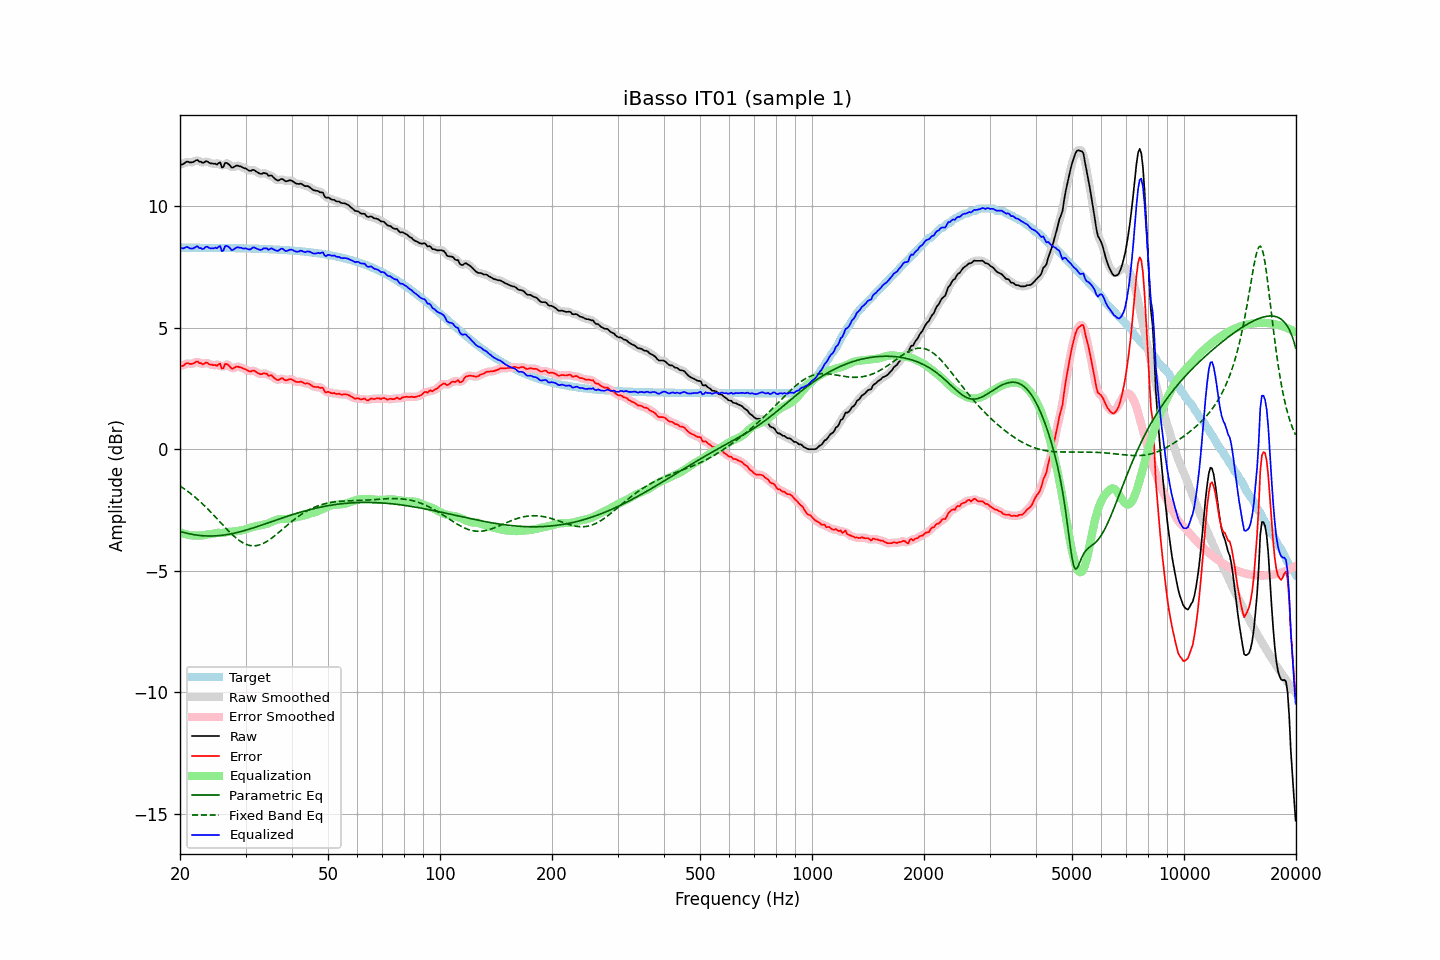 iBasso IT01 (sample 1)
Amplitude (dBr)
10
5
0
−5
−10
−15
Target
Raw Smoothed
Error Smoothed
Raw
Error
Equalization
Parametric Eq
Fixed Band Eq
Equalized
20 50 100 200 500 1000 2000 5000 10000 20000
Frequency (Hz)